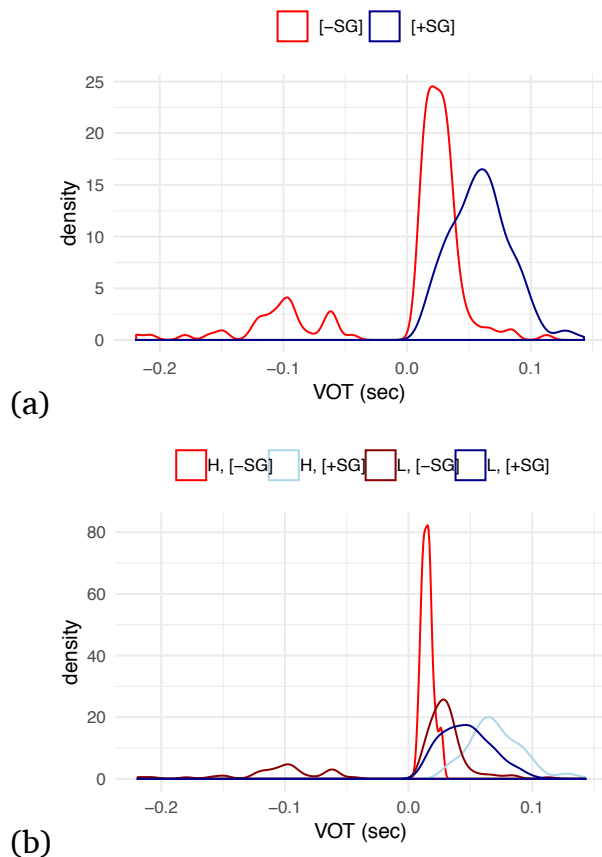 [−SG] [+SG]
25
20
15
10
5
0
density
−0.2 −0.1 0.0 0.1
VOT (sec)
(a)
H, [−SG] H, [+SG] L, [−SG] L, [+SG]
80
60
40
20
0
density
−0.2 −0.1 0.0 0.1
VOT (sec)
(b)